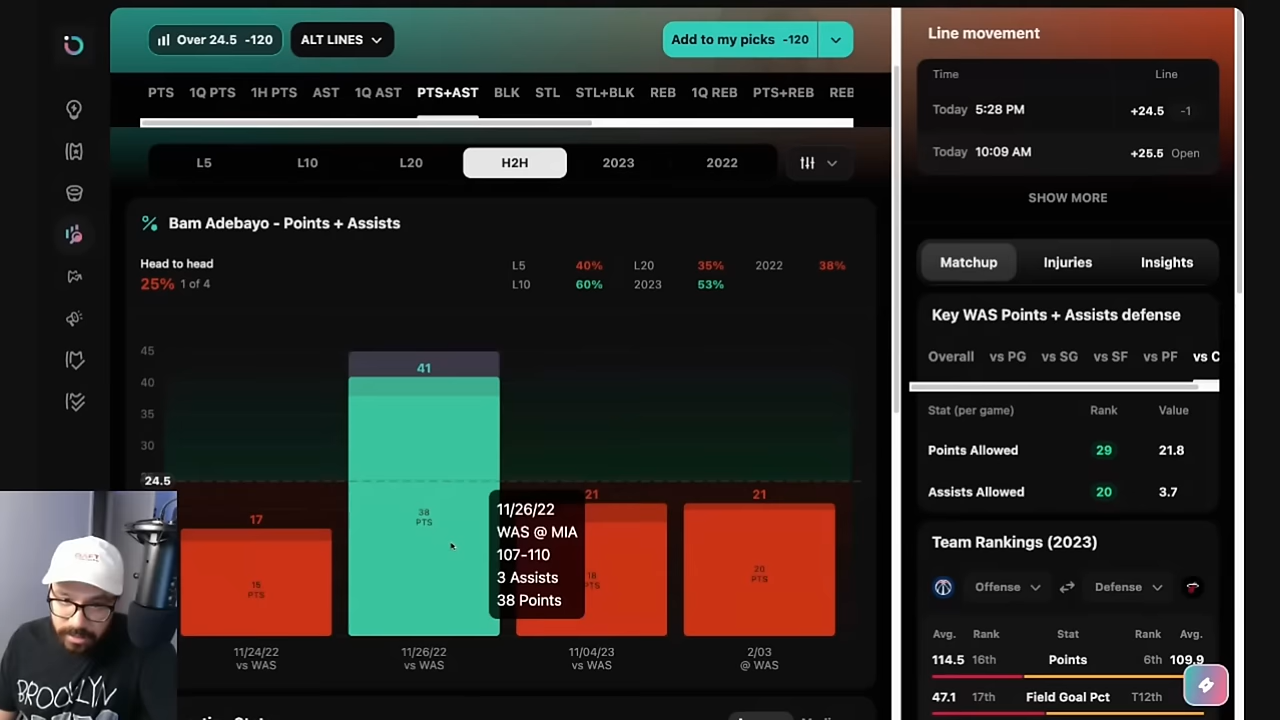 Over 24.5 -120
ALT LINES
Add to my picks -120
PTS 1Q PTS 1H PTS AST 1Q AST PTS+AST BLK STL STL+BLK REB 1Q REB PTS+REB REB
L5 L10 L20 H2H 2023 2022
% Bam Adebayo - Points + Assists
Head to head
25% 1 of 4
L5 40% L20 35% 2022 38%
L10 60% 2023 53%
45
40
35
30
24.5
17
41
21
21
15
PTS
38
PTS
18
PTS
20
PTS
11/26/22
WAS @ MIA
107-110
3 Assists
38 Points
11/24/22
vs WAS
11/26/22
vs WAS
11/04/23
vs WAS
2/03
@ WAS
BROOKLYN
Line movement
Time Line
Today 5:28 PM +24.5 -1
Today 10:09 AM +25.5 Open
SHOW MORE
Matchup Injuries Insights
Key WAS Points + Assists defense
Overall vs PG vs SG vs SF vs PF vs C
Stat (per game) Rank Value
Points Allowed 29 21.8
Assists Allowed 20 3.7
Team Rankings (2023)
Offense Defense
Avg. Rank Stat Rank Avg.
114.5 16th Points 6th 109.9
47.1 17th Field Goal Pct T12th